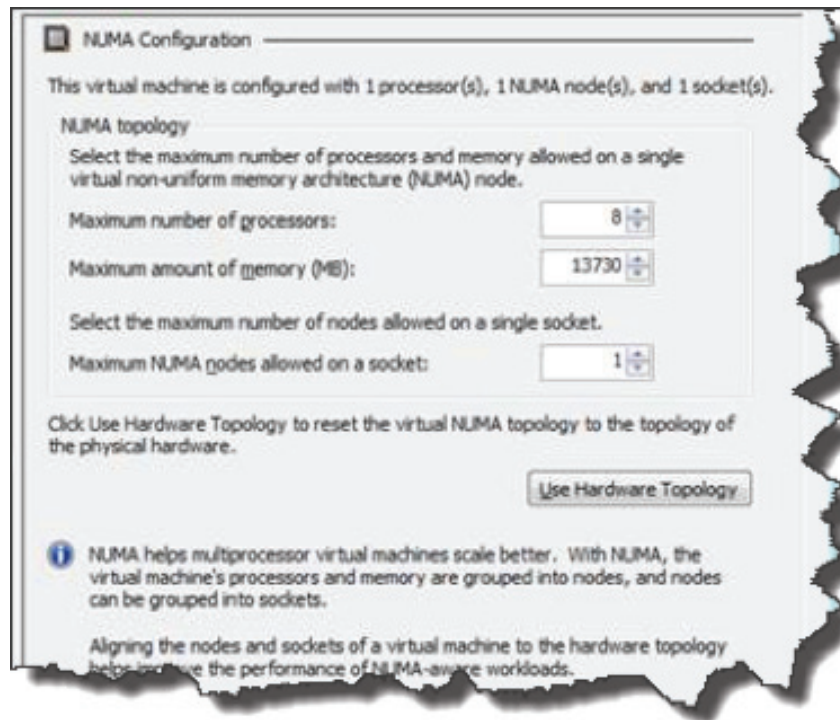 NUMA Configuration
This virtual machine is configured with 1 processor(s), 1 NUMA node(s), and 1 socket(s).
NUMA topology
Select the maximum number of processors and memory allowed on a single
virtual non-uniform memory architecture (NUMA) node.
Maximum number of processors: 8
Maximum amount of memory (MB): 13730
Select the maximum number of nodes allowed on a single socket.
Maximum NUMA nodes allowed on a socket: 1
Click Use Hardware Topology to reset the virtual NUMA topology to the topology of
the physical hardware.
Use Hardware Topology
NUMA helps multiprocessor virtual machines scale better. With NUMA, the
virtual machine's processors and memory are grouped into nodes, and nodes
can be grouped into sockets.
Aligning the nodes and sockets of a virtual machine to the hardware topology
helps improve the performance of NUMA-aware workloads.